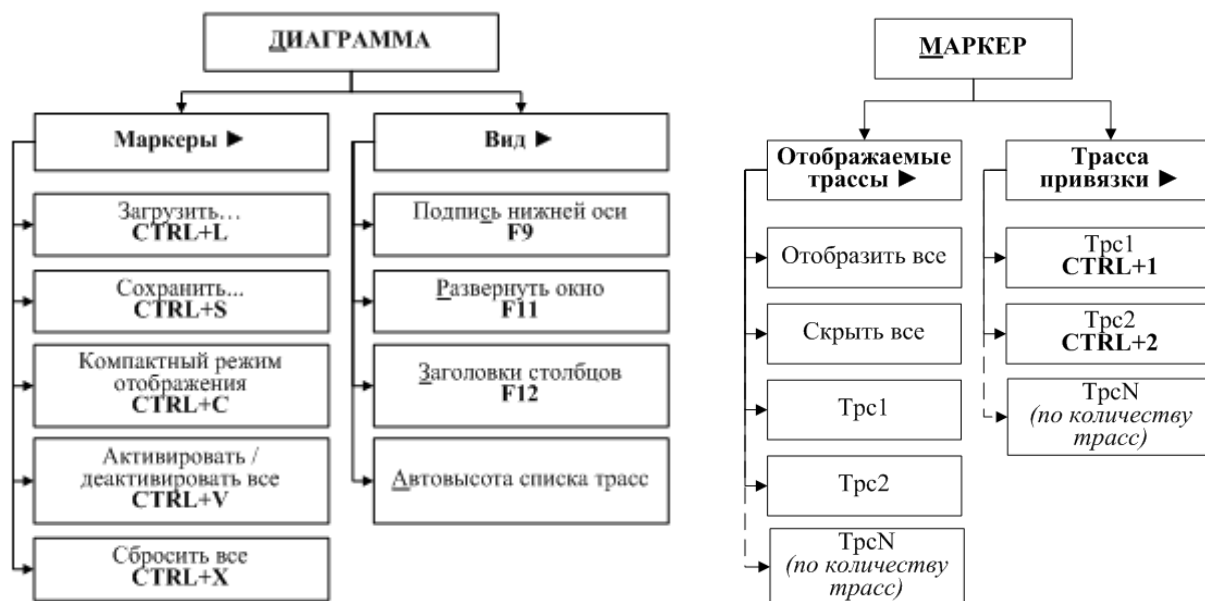 ДИАГРАММА
Маркеры ►
Загрузить…
CTRL+L
Сохранить...
CTRL+S
Компактный режим
отображения
CTRL+C
Активировать /
деактивировать все
CTRL+V
Сбросить все
CTRL+X
Вид ►
Подпись нижней оси
F9
Развернуть окно
F11
Заголовки столбцов
F12
Автовысота списка трасс
МАРКЕР
Отображаемые
трассы ►
Отобразить все
Скрыть все
Трс1
Трс2
ТрсN
(по количеству
трасс)
Трасса
привязки ►
Трс1
CTRL+1
Трс2
CTRL+2
ТрсN
(по количеству
трасс)